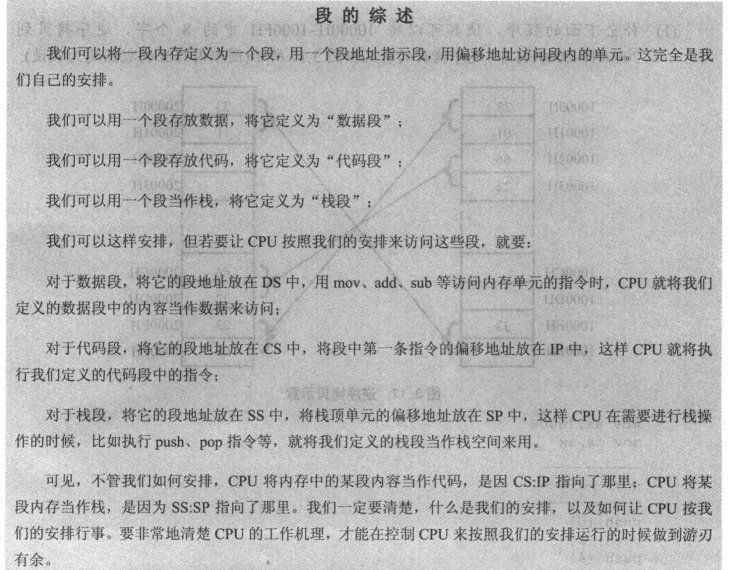 段 的 综 述
我们可以将一段内存定义为一个段，用一个段地址指示段，用偏移地址访问段内的单元。这完全是我
们自己的安排。
我们可以用一个段存放数据，将它定义为“数据段”；
我们可以用一个段存放代码，将它定义为“代码段”；
我们可以用一个段当作栈，将它定义为“栈段”；
我们可以这样安排，但若要让 CPU 按照我们的安排来访问这些段，就要：
对于数据段，将它的段地址放在 DS 中，用 mov、add、sub 等访问内存单元的指令时，CPU 就将我们
定义的数据段中的内容当作数据来访问；
对于代码段，将它的段地址放在 CS 中，将段中第一条指令的偏移地址放在 IP 中，这样 CPU 就将执
行我们定义的代码段中的指令；
对于栈段，将它的段地址放在 SS 中，将栈顶单元的偏移地址放在 SP 中，这样 CPU 在需要进行栈操
作的时候，比如执行 push、pop 指令等，就将我们定义的栈段当作栈空间来用。
可见，不管我们如何安排，CPU 将内存中的某段内容当作代码，是因 CS:IP 指向了那里；CPU 将某
段内存当作栈，是因为 SS:SP 指向了那里。我们一定要清楚，什么是我们的安排，以及如何让 CPU 按我
们的安排行事。要非常地清楚 CPU 的工作机理，才能在控制 CPU 来按照我们的安排运行的时候做到游刃
有余。